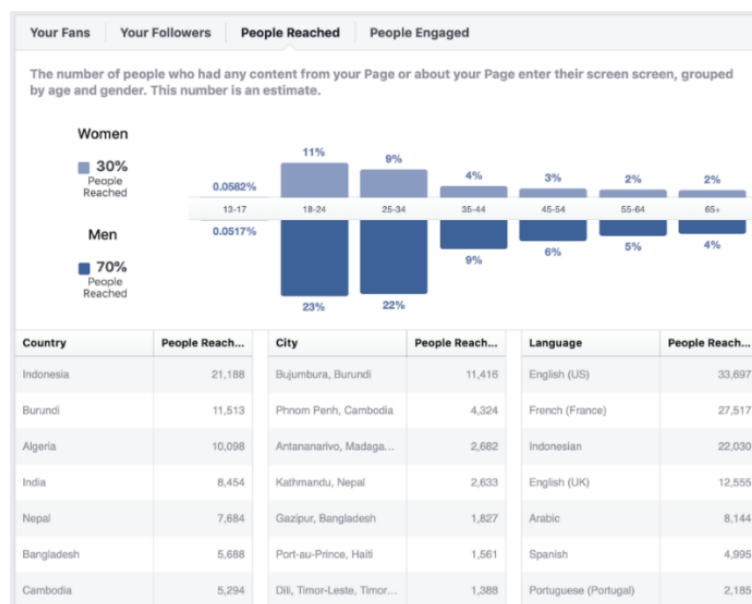 Your Fans Your Followers People Reached People Engaged
The number of people who had any content from your Page or about your Page enter their screen screen, grouped
by age and gender. This number is an estimate.
Women
30%
People
Reached
11% 9% 4% 3% 2% 2%
0.0582%
13-17 18-24 25-34 35-44 45-54 55-64 65+
Men
0.0517%
70%
People
Reached
23% 22% 9% 6% 5% 4%
Country People Reach... City People Reach... Language People Reach...
Indonesia 21,188 Bujumbura, Burundi 11,416 English (US) 33,697
Burundi 11,513 Phnom Penh, Cambodia 4,324 French (France) 27,517
Algeria 10,098 Antananarivo, Madaga... 2,682 Indonesian 22,030
India 8,454 Kathmandu, Nepal 2,633 English (UK) 12,555
Nepal 7,684 Gazipur, Bangladesh 1,827 Arabic 8,144
Bangladesh 5,688 Port-au-Prince, Haiti 1,561 Spanish 4,995
Cambodia 5,294 Dili, Timor-Leste, Timor... 1,388 Portuguese (Portugal) 2,185